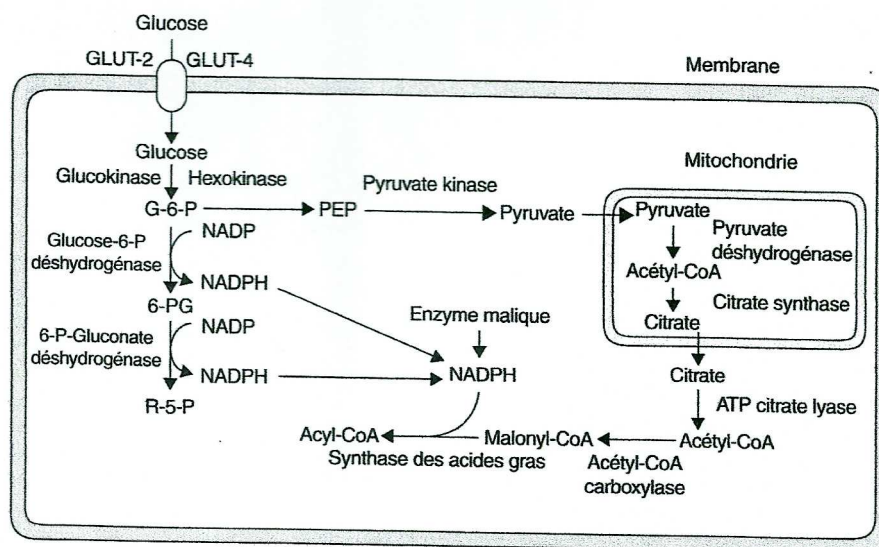 Glucose
GLUT-2 GLUT-4
Membrane
Glucose
Glucokinase Hexokinase
Mitochondrie
Pyruvate kinase
G-6-P PEP Pyruvate Pyruvate
NADP
Glucose-6-P
déshydrogénase
NADPH
Pyruvate
déshydrogénase
Acétyl-CoA
6-PG
NADP
Enzyme malique
Citrate synthase
Citrate
6-P-Gluconate
déshydrogénase
NADPH
NADPH
Citrate
R-5-P
ATP citrate lyase
Acyl-CoA Malonyl-CoA Acétyl-CoA
Synthase des acides gras
Acétyl-CoA
carboxylase